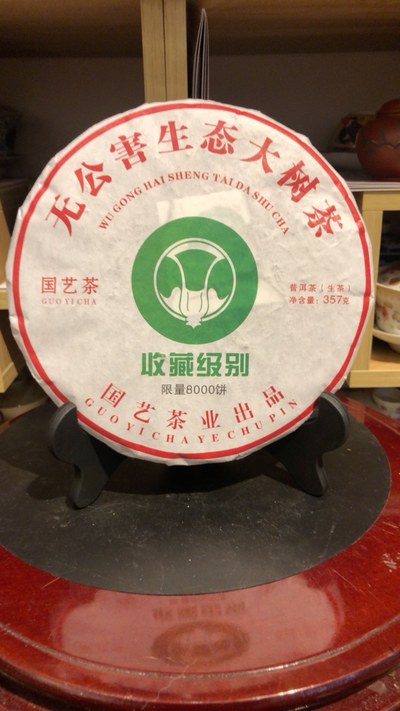 无公害生态大树茶
WU GONG HAI SHENG TAI DA SHU CHA
国艺茶
GUO YI CHA
普洱茶(生茶)
净含量:357克
收藏级别
限量8000饼
国艺茶业出品
GUO YI CHA YE CHU PIN